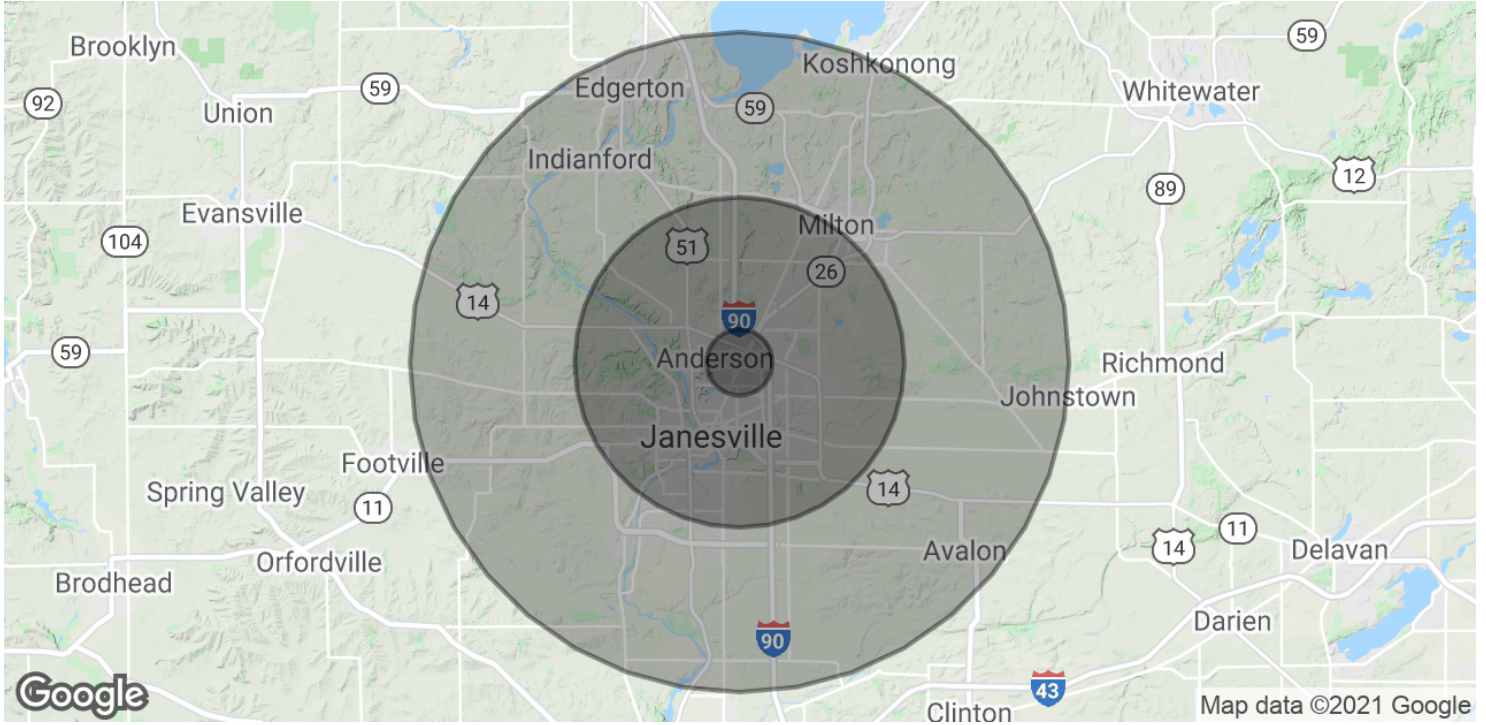 Brooklyn
59
Koshkonong
59
Edgerton
Whitewater
92
Union
59
Indianford
12
89
Evansville
Milton
104
51
26
14
90
59
Anderson
Richmond
Johnstown
Janesville
Footville
Spring Valley
14
11
11
Avalon
14
Delavan
Orfordville
Brodhead
Darien
90
43
Google
Clinton
Map data ©2021 Google